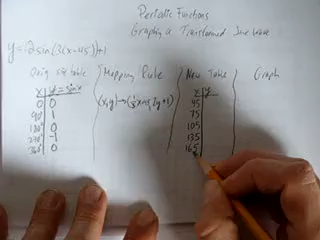 Periodic Functions
Graphing a Transformed Sine Wave
y=2sin(3(x-45))+1
Orig sine table Mapping Rule New Table Graph
x y=sinx (x,y)→(⅓x+45,2y+1) x y
0 0 45
90° 1 75
180° 0 105
270° -1 135
360° 0 165